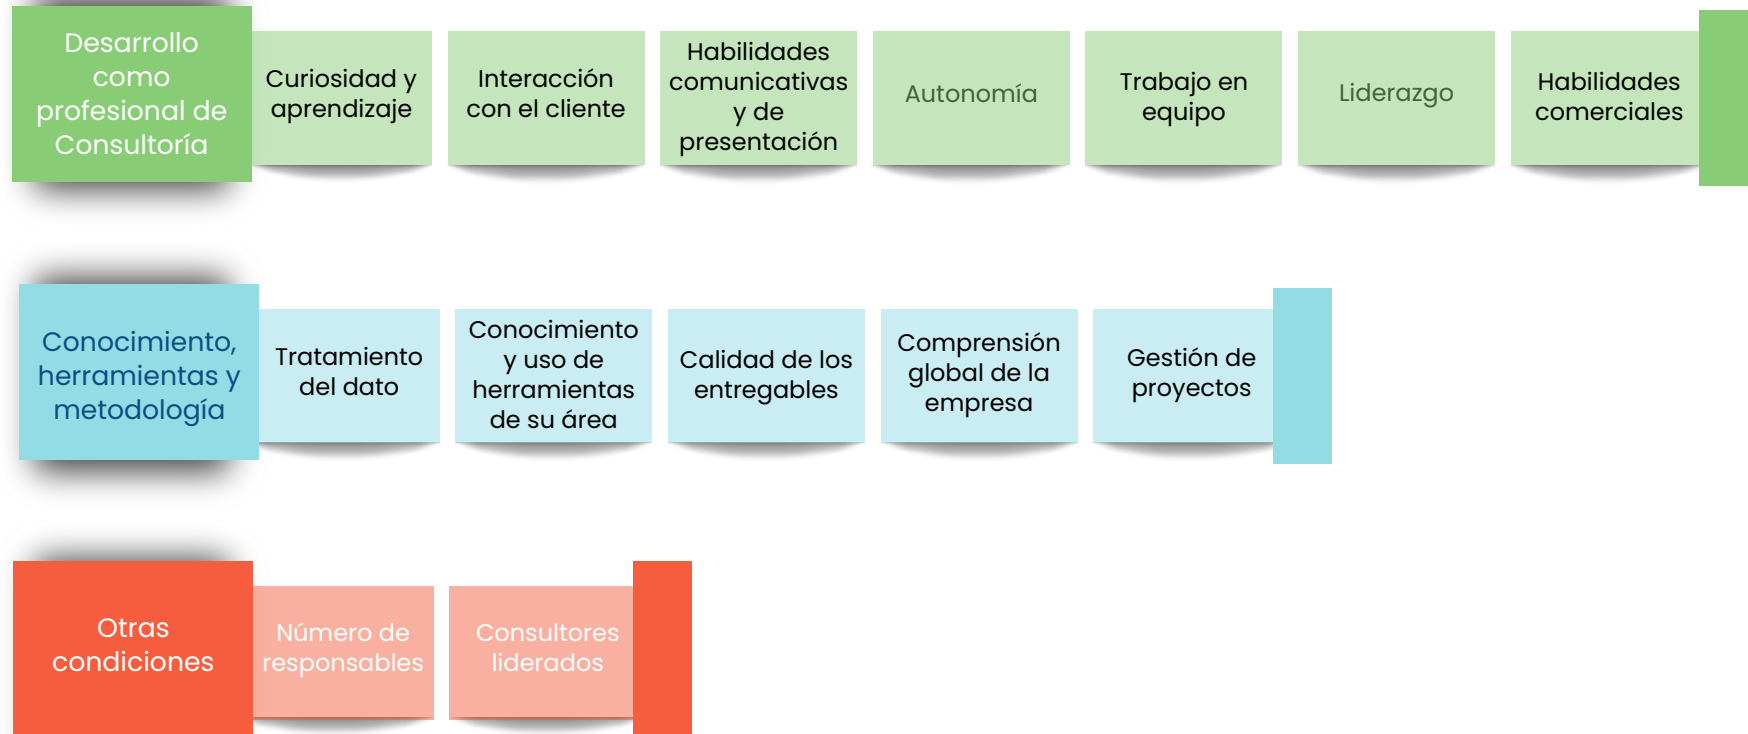 Desarrollo
como
profesional de
Consultoría
Curiosidad y
aprendizaje
Interacción
con el cliente
Habilidades
comunicativas
y de
presentación
Autonomía
Trabajo en
equipo
Liderazgo
Habilidades
comerciales
Conocimiento,
herramientas y
metodología
Tratamiento
del dato
Conocimiento
y uso de
herramientas
de su área
Calidad de los
entregables
Comprensión
global de la
empresa
Gestión de
proyectos
Otras
condiciones
Número de
responsables
Consultores
liderados